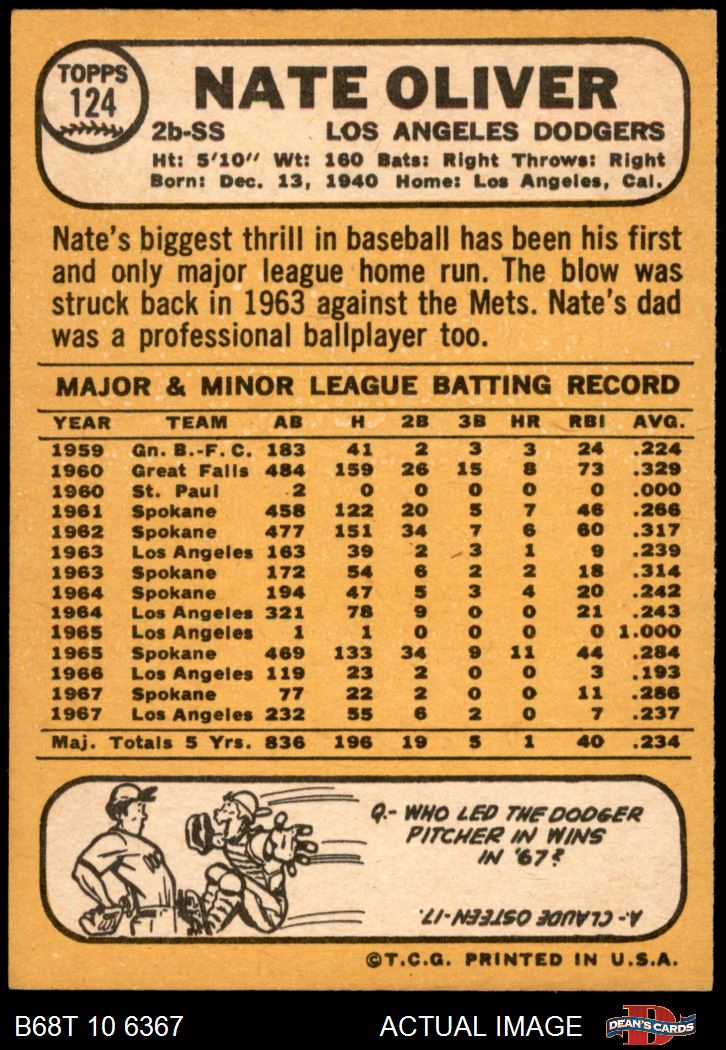 TOPPS
124
NATE OLIVER
2b-SS LOS ANGELES DODGERS
Ht: 5'10" Wt: 160 Bats: Right Throws: Right
Born: Dec. 13, 1940 Home: Los Angeles, Cal.
Nate's biggest thrill in baseball has been his first
and only major league home run. The blow was
struck back in 1963 against the Mets. Nate's dad
was a professional ballplayer too.
MAJOR & MINOR LEAGUE BATTING RECORD
YEAR TEAM AB H 2B 3B HR RBI AVG.
1959 Gn. B.-F. C. 183 41 2 3 3 24 .224
1960 Great Falls 484 159 26 15 8 73 .329
1960 St. Paul 2 0 0 0 0 0 .000
1961 Spokane 458 122 20 5 7 46 .266
1962 Spokane 477 151 34 7 6 60 .317
1963 Los Angeles 163 39 2 3 1 9 .239
1963 Spokane 172 54 6 2 2 18 .314
1964 Spokane 194 47 5 3 4 20 .242
1964 Los Angeles 321 78 9 0 0 21 .243
1965 Los Angeles 1 1 0 0 0 0 1.000
1965 Spokane 469 133 34 9 11 44 .284
1966 Los Angeles 119 23 2 0 0 3 .193
1967 Spokane 77 22 2 0 0 11 .286
1967 Los Angeles 232 55 6 2 0 7 .237
Maj. Totals 5 Yrs. 836 196 19 5 1 40 .234
Q.- WHO LED THE DODGER
PITCHER IN WINS
IN '67?
A.- CLAUDE OSTEEN-17.
©T.C.G. PRINTED IN U.S.A.
B68T 10 6367 ACTUAL IMAGE DEAN'S CARDS